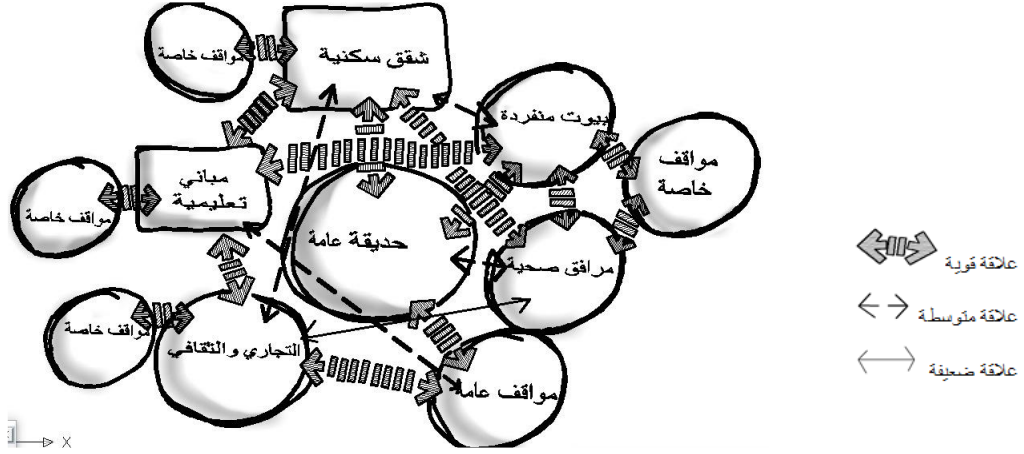 شقق سكنية
مواقف خاصة
بيوت منفردة
مواقف
خاصة
مباني
تعليمية
مواقف خاصة
حديقة عامة
مرافق صحية
علاقة قوية
علاقة متوسطة
علاقة ضعيفة
مواقف خاصة
التجاري والثقافي
مواقف عامة
X